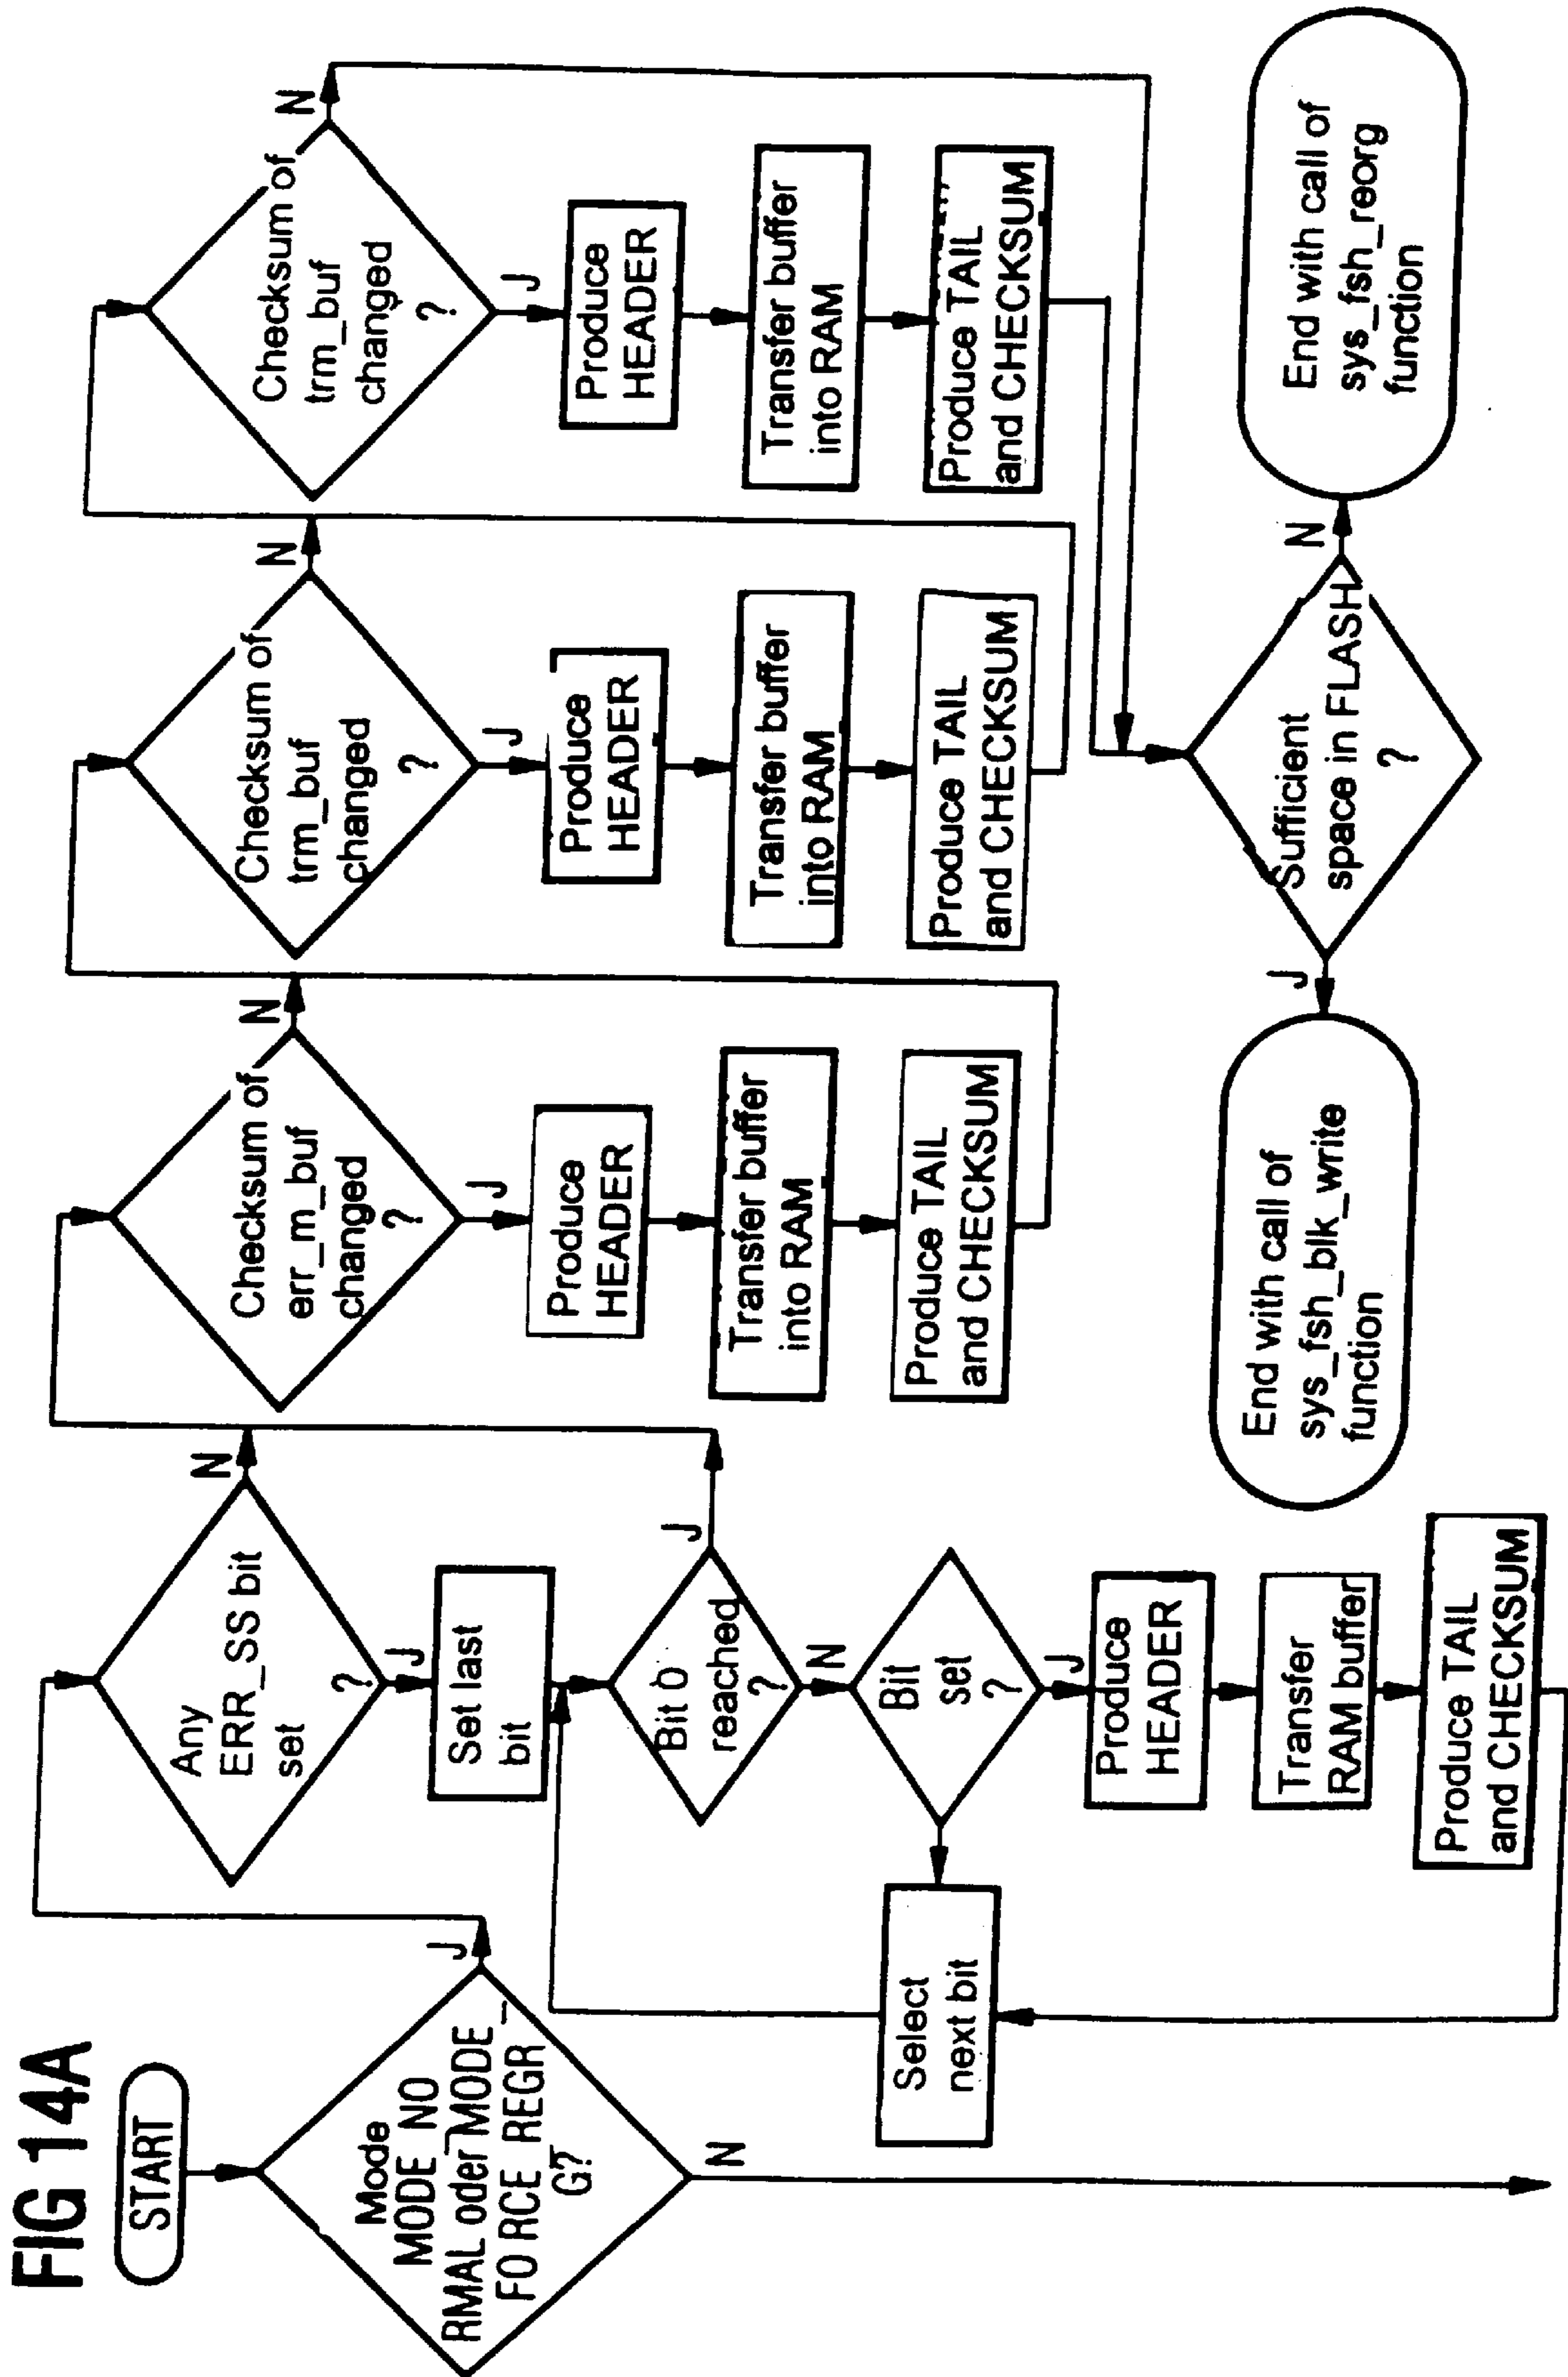 FIG 14A
START
Mode
MODE_NO
RMAL oder MODE_
FORCE REGR_
G?
J
N
Any
ERR_SS bit
set
?
N
J
Set last
bit
Bit 0
reached
?
J
N
Bit
set
?
J
Select
next bit
Produce
HEADER
Transfer
RAM buffer
Produce TAIL
and CHECKSUM
Checksum of
err_m_buf
changed
?
N
J
Produce
HEADER
Transfer buffer
into RAM
Produce TAIL
and CHECKSUM
Checksum of
trm_buf
changed
?
N
J
Produce
HEADER
Transfer buffer
into RAM
Produce TAIL
and CHECKSUM
Checksum of
trm_buf
changed
?
N
J
Produce
HEADER
Transfer buffer
into RAM
Produce TAIL
and CHECKSUM
Sufficient
space in FLASH
?
J
N
End with call of
sys_fsh_blk_write
function
End with call of
sys_fsh_reorg
function